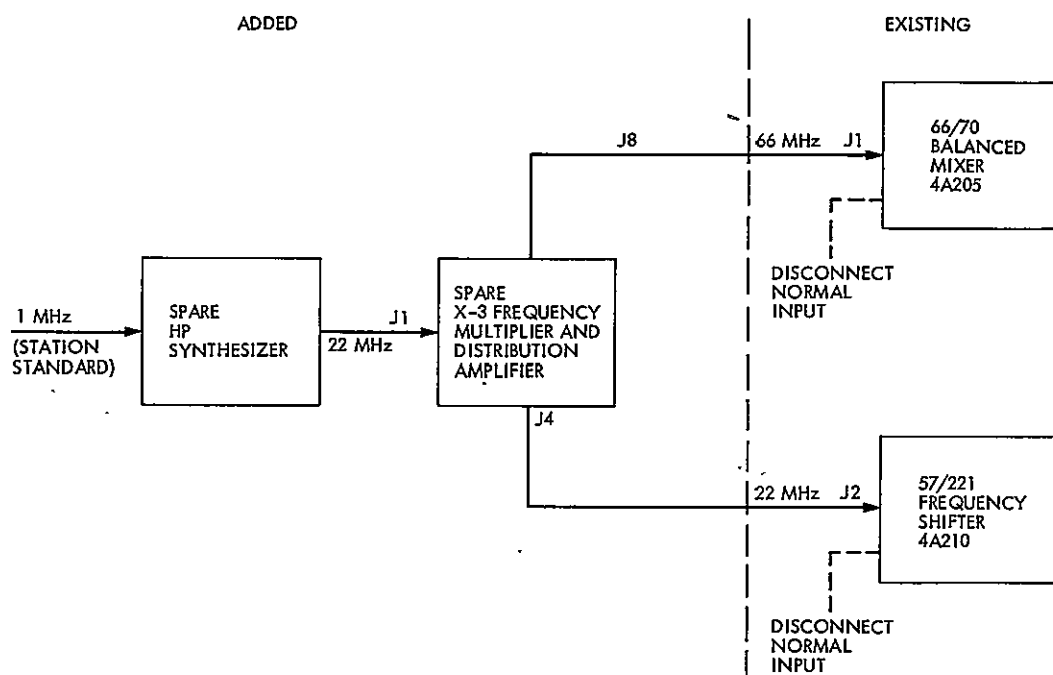 ADDED
EXISTING
66/70
BALANCED
MIXER
4A205
J8
66 MHz
J1
DISCONNECT
NORMAL
INPUT
1 MHz
(STATION
STANDARD)
SPARE
HP
SYNTHESIZER
J1
22 MHz
SPARE
X-3 FREQUENCY
MULTIPLIER AND
DISTRIBUTION
AMPLIFIER
J4
22 MHz
J2
57/221
FREQUENCY
SHIFTER
4A210
DISCONNECT
NORMAL
INPUT